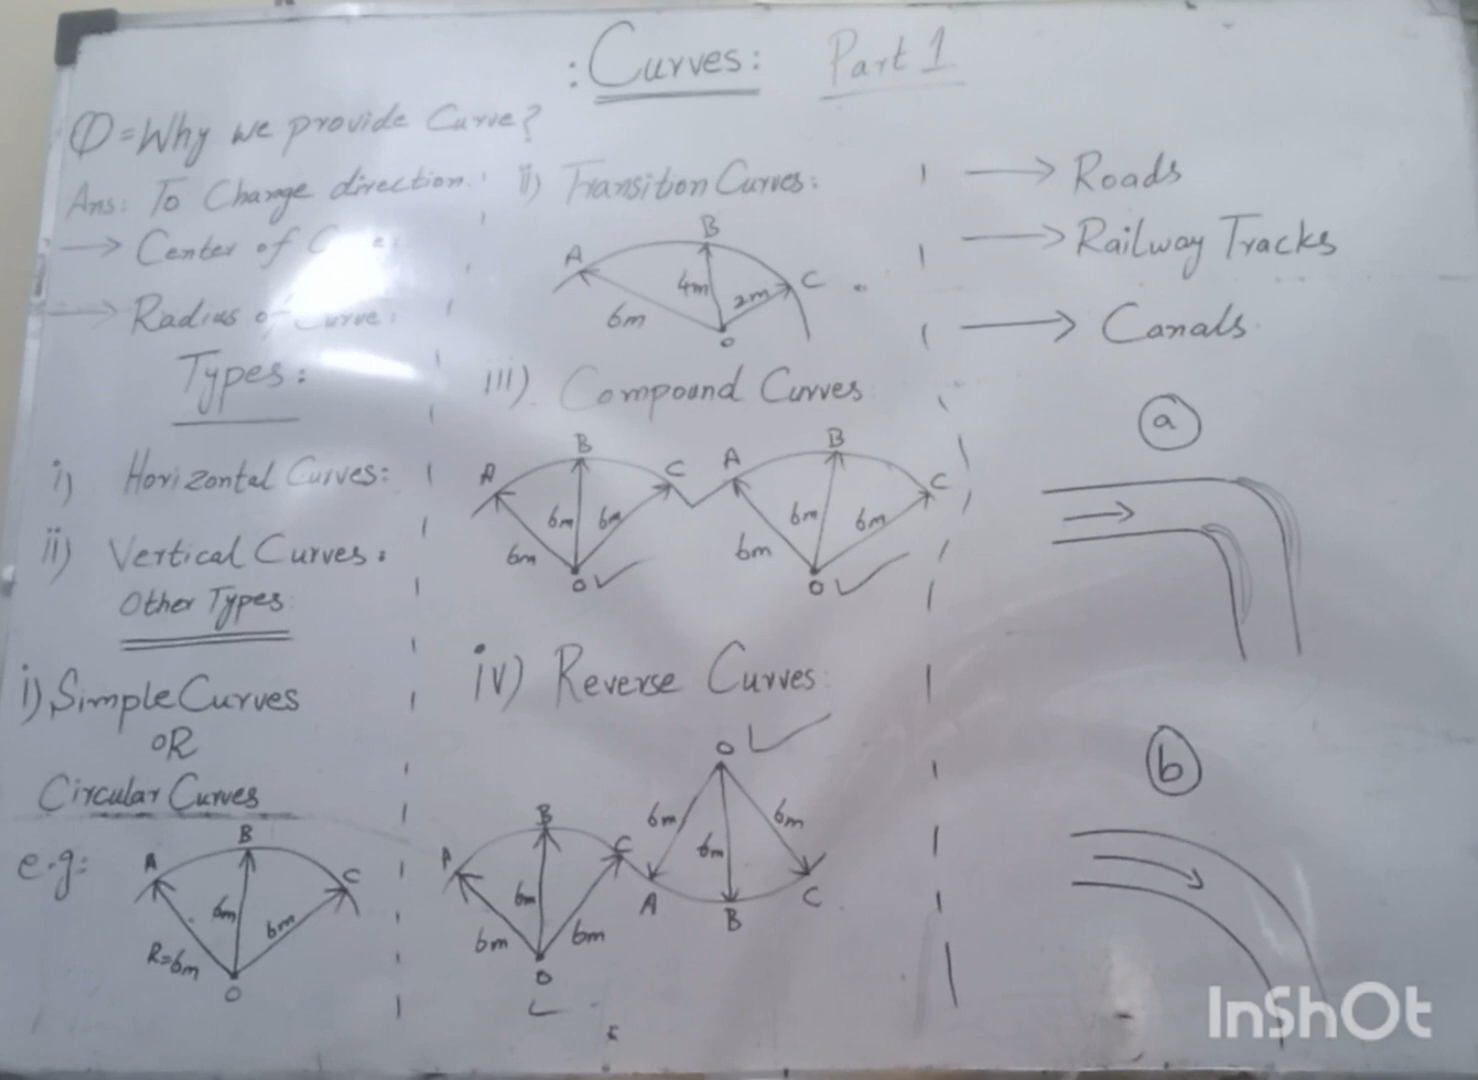 :Curves: Part 1
Q=Why we provide Curve?
Ans: To Change direction.
→ Center of
→ Radius of Curve:
Types:
i) Horizontal Curves:
ii) Vertical Curves:
Other Types
i) Simple Curves
OR
Circular Curves
e.g:
A B C
R=6m 6m 6m
O
ii) Transition Curves:
A B C
6m 4m 2m
O
iii) Compound Curves
A B C A B C
6m 6m 6m 6m 6m 6m
O O
iv) Reverse Curves:
O
6m 6m 6m
A B C A B C
6m 6m 6m
O
→ Roads
→ Railway Tracks
→ Canals
a
b
InShOt